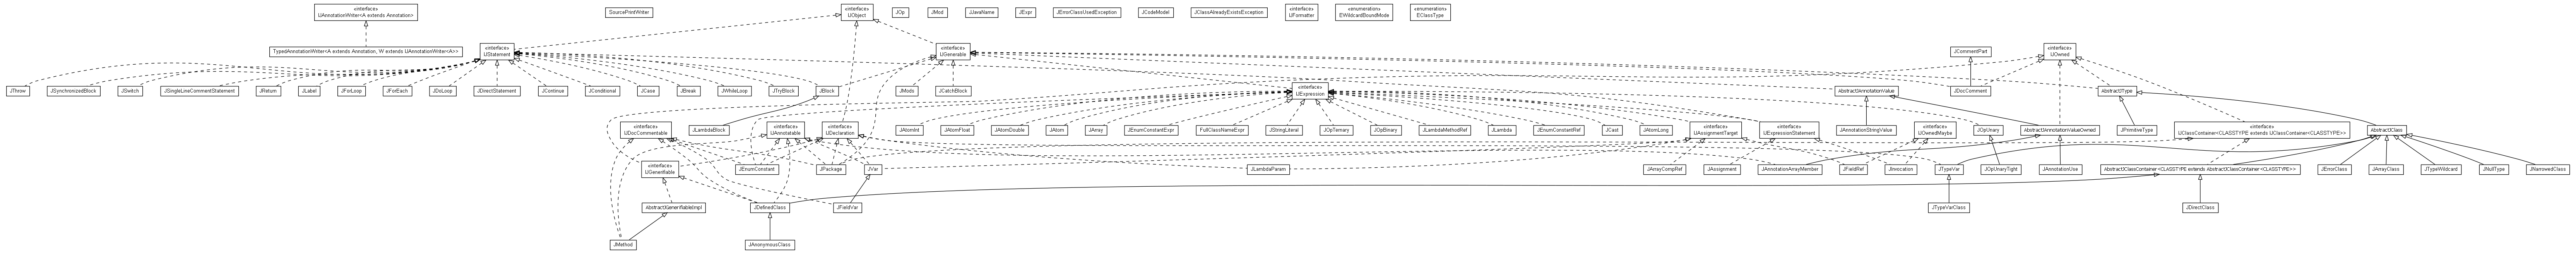 «interface»
IJAnnotationWriter<A extends Annotation>
SourcePrintWriter
«interface»
IJObject
JOp
JMod
JJavaName
JExpr
JErrorClassUsedException
JCodeModel
JClassAlreadyExistsException
«interface»
IJFormatter
«enumeration»
EWildcardBoundMode
«enumeration»
EClassType
TypedAnnotationWriter<A extends Annotation, W extends IJAnnotationWriter<A>>
«interface»
IJStatement
«interface»
IJGenerable
JCommentPart
«interface»
IJOwned
JThrow
JSynchronizedBlock
JSwitch
JSingleLineCommentStatement
JReturn
JLabel
JForLoop
JForEach
JDoLoop
JDirectStatement
JContinue
JConditional
JCase
JBreak
JWhileLoop
JTryBlock
JBlock
JMods
JCatchBlock
«interface»
IJExpression
AbstractJAnnotationValue
JDocComment
AbstractJType
«interface»
IJDocCommentable
JLambdaBlock
«interface»
IJAnnotatable
«interface»
IJDeclaration
JAtomInt
JAtomFloat
JAtomDouble
JAtom
JArray
JEnumConstantExpr
FullClassNameExpr
JStringLiteral
JOpTernary
JOpBinary
JLambdaMethodRef
JLambda
JEnumConstantRef
JCast
JAtomLong
«interface»
IJAssignmentTarget
«interface»
IJExpressionStatement
JAnnotationStringValue
«interface»
IJOwnedMaybe
JOpUnary
AbstractJAnnotationValueOwned
JPrimitiveType
«interface»
IJClassContainer<CLASSTYPE extends IJClassContainer<CLASSTYPE>>
AbstractJClass
«interface»
IJGenerifiable
JEnumConstant
JPackage
JVar
JLambdaParam
JArrayCompRef
JAssignment
JAnnotationArrayMember
JFieldRef
JInvocation
JTypeVar
JOpUnaryTight
JAnnotationUse
AbstractJClassContainer<CLASSTYPE extends AbstractJClassContainer<CLASSTYPE>>
JErrorClass
JArrayClass
JTypeWildcard
JNullType
JNarrowedClass
AbstractJGenerifiableImpl
JDefinedClass
JFieldVar
JTypeVarClass
JDirectClass
JMethod
JAnonymousClass